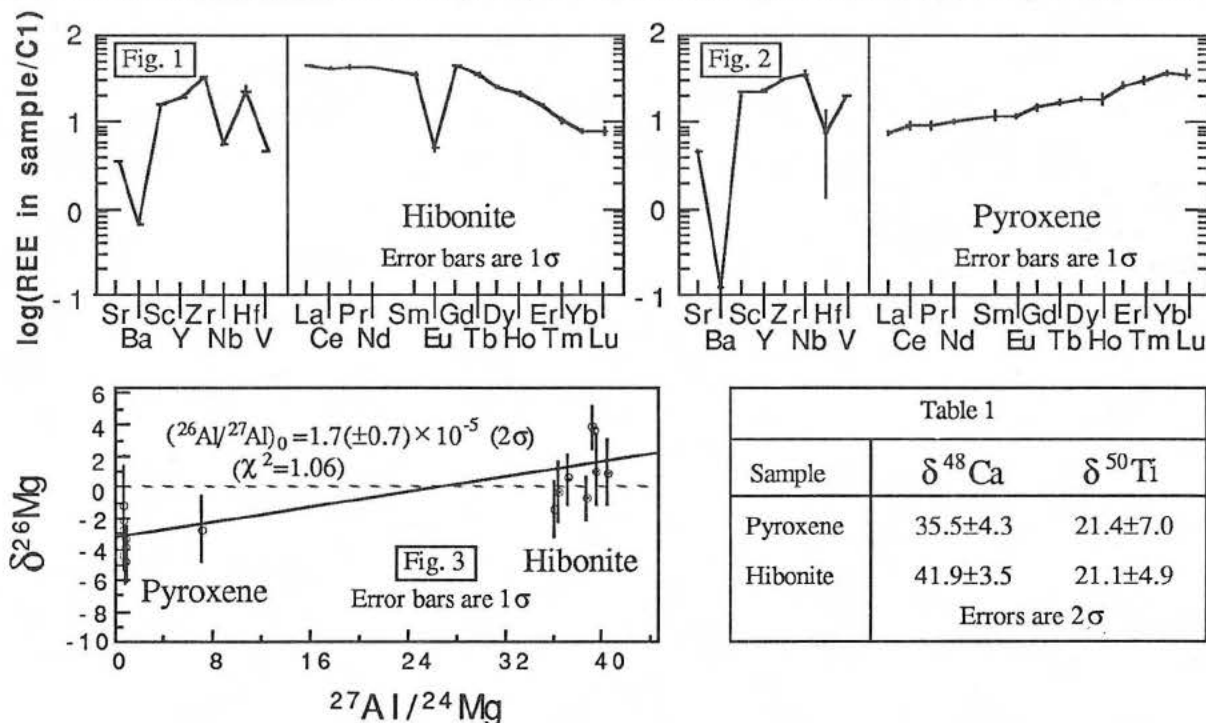 log(REE in sample/C1)
2
1
0
-1
Fig. 1
Hibonite
Error bars are 1σ
Sr Sc Zr Hf La Pr Sm Gd Dy Er Yb
Ba Y Nb V Ce Nd Eu Tb Ho Tm Lu
2
1
0
-1
Fig. 2
Pyroxene
Error bars are 1σ
Sr Sc Zr Hf La Pr Sm Gd Dy Er Yb
Ba Y Nb V Ce Nd Eu Tb Ho Tm Lu
δ²⁶Mg
6
4
2
0
-2
-4
-6
-8
-10
(²⁶Al/²⁷Al)₀=1.7(±0.7)×10⁻⁵ (2σ)
(χ²=1.06)
Pyroxene
Fig. 3
Hibonite
Error bars are 1σ
0 8 16 24 32 40
²⁷Al/²⁴Mg
Table 1
Sample δ⁴⁸Ca δ⁵⁰Ti
Pyroxene 35.5±4.3 21.4±7.0
Hibonite 41.9±3.5 21.1±4.9
Errors are 2σ